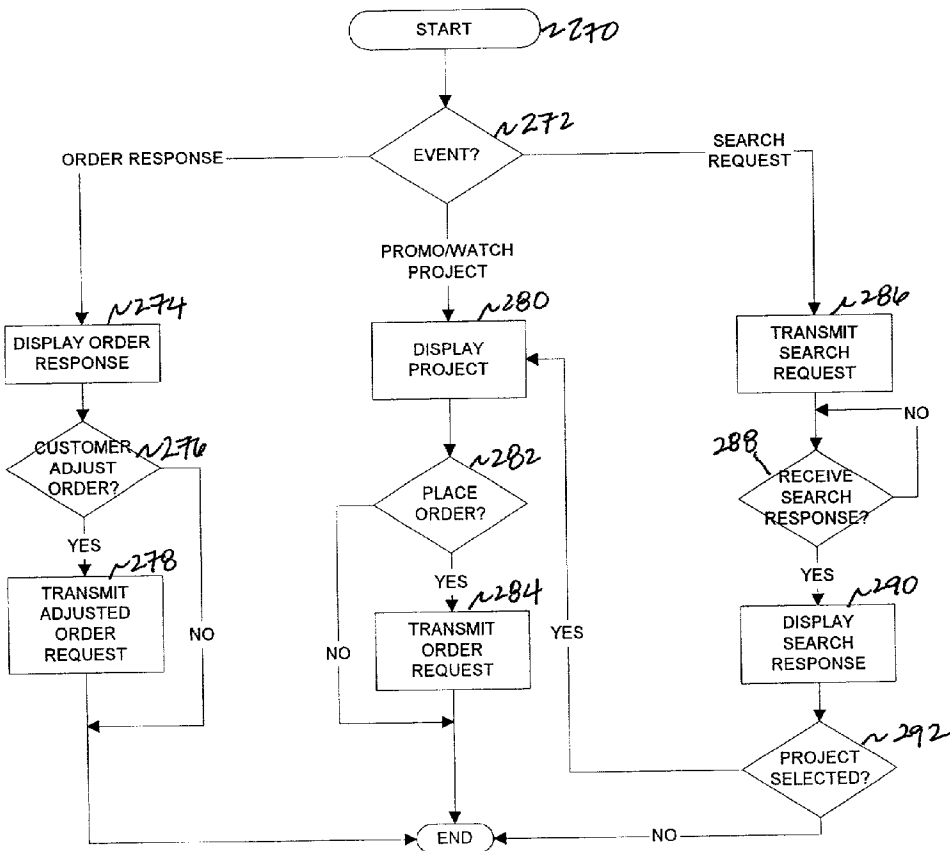 START
~270
~272
EVENT?
ORDER RESPONSE
SEARCH
REQUEST
PROMO/WATCH
PROJECT
~274
DISPLAY ORDER
RESPONSE
~280
DISPLAY
PROJECT
~286
TRANSMIT
SEARCH
REQUEST
NO
CUSTOMER
ADJUST
ORDER?
~276
~282
PLACE
ORDER?
288
RECEIVE
SEARCH
RESPONSE?
YES
YES
YES
~278
TRANSMIT
ADJUSTED
ORDER
REQUEST
NO
NO
~284
TRANSMIT
ORDER
REQUEST
YES
~290
DISPLAY
SEARCH
RESPONSE
~292
PROJECT
SELECTED?
END
NO